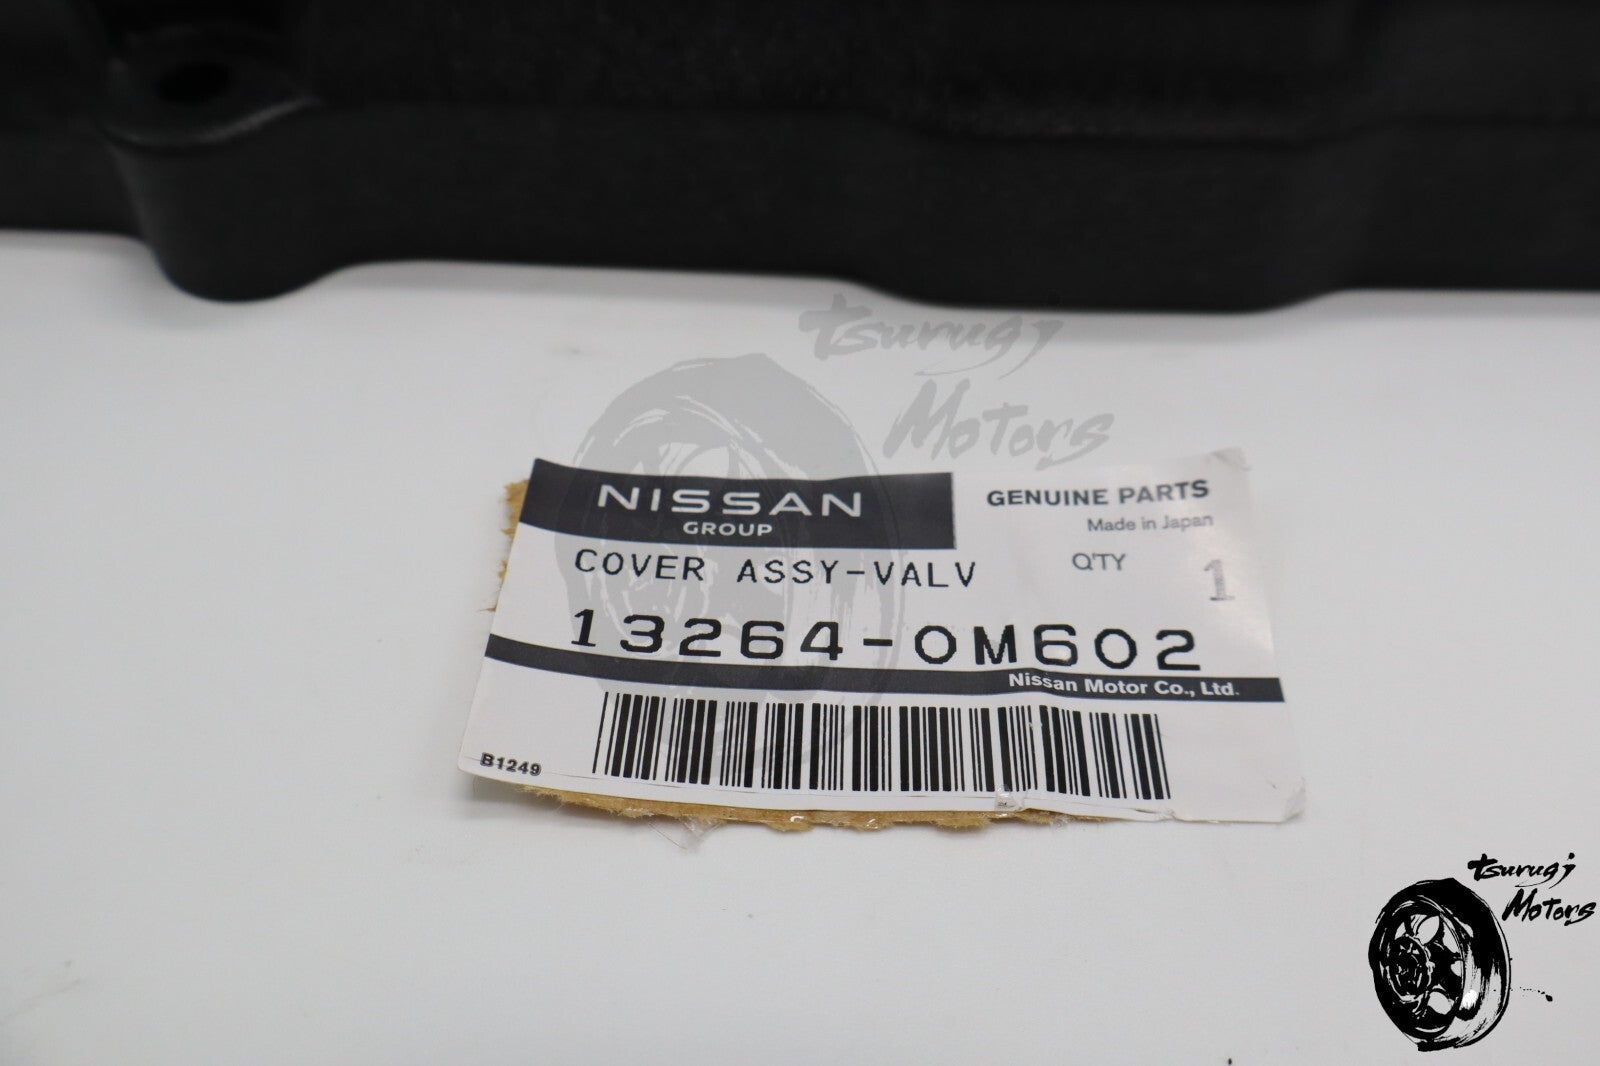 tsurugi
Motors
NISSAN
GROUP
GENUINE PARTS
Made in Japan
COVER ASSY-VALV
Q'TY 1
13264-0M602
Nissan Motor Co., Ltd.
B1249
tsurugi
Motors